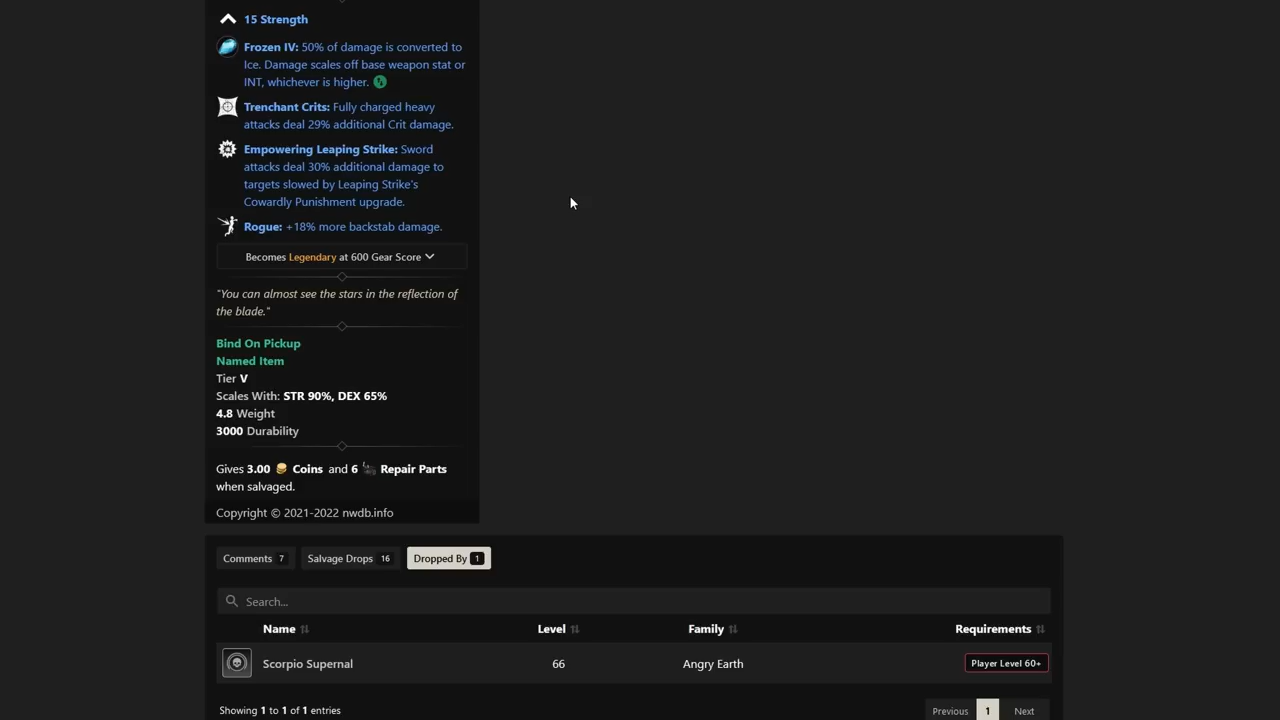 15 Strength
Frozen IV: 50% of damage is converted to
Ice. Damage scales off base weapon stat or
INT, whichever is higher.
Trenchant Crits: Fully charged heavy
attacks deal 29% additional Crit damage.
Empowering Leaping Strike: Sword
attacks deal 30% additional damage to
targets slowed by Leaping Strike's
Cowardly Punishment upgrade.
Rogue: +18% more backstab damage.
Becomes Legendary at 600 Gear Score
"You can almost see the stars in the reflection of
the blade."
Bind On Pickup
Named Item
Tier V
Scales With: STR 90%, DEX 65%
4.8 Weight
3000 Durability
Gives 3.00 Coins and 6 Repair Parts
when salvaged.
Copyright © 2021-2022 nwdb.info
Comments 7 Salvage Drops 16 Dropped By 1
Search...
Name Level Family Requirements
Scorpio Supernal 66 Angry Earth Player Level 60+
Showing 1 to 1 of 1 entries Previous 1 Next